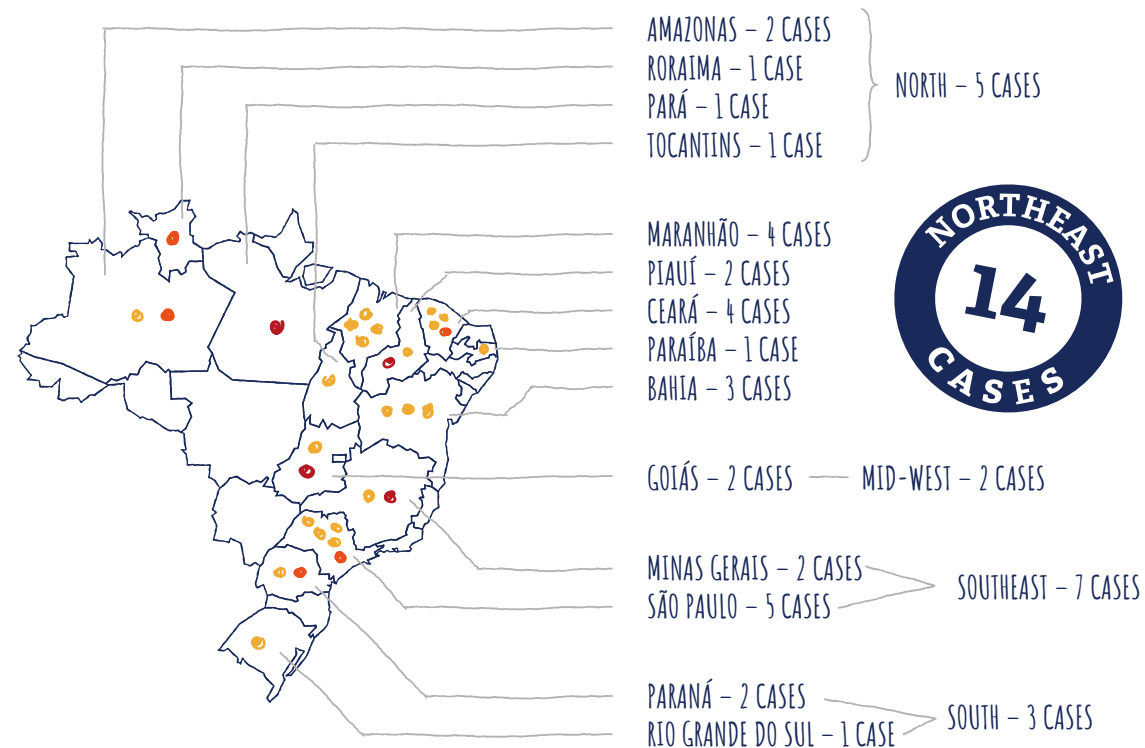 AMAZONAS – 2 CASES
RORAIMA – 1 CASE
PARÁ – 1 CASE
TOCANTINS – 1 CASE
NORTH – 5 CASES
MARANHÃO – 4 CASES
PIAUÍ – 2 CASES
CEARÁ – 4 CASES
PARAÍBA – 1 CASE
BAHIA – 3 CASES
NORTHEAST
14
CASES
GOIÁS – 2 CASES
MID-WEST – 2 CASES
MINAS GERAIS – 2 CASES
SÃO PAULO – 5 CASES
SOUTHEAST – 7 CASES
PARANÁ – 2 CASES
RIO GRANDE DO SUL – 1 CASE
SOUTH – 3 CASES